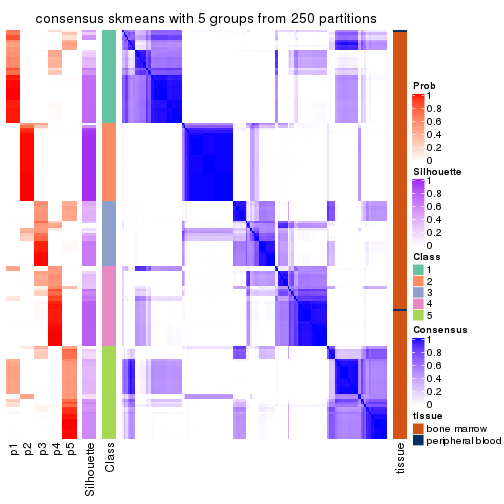 consensus skmeans with 5 groups from 250 partitions
Prob
1
0.8
0.6
0.4
0.2
0
Silhouette
1
0.8
0.6
0.4
0.2
0
Class
1
2
3
4
5
Consensus
1
0.8
0.6
0.4
0.2
0
tissue
bone marrow
peripheral blood
p1
p2
p3
p4
p5
Silhouette
Class
tissue